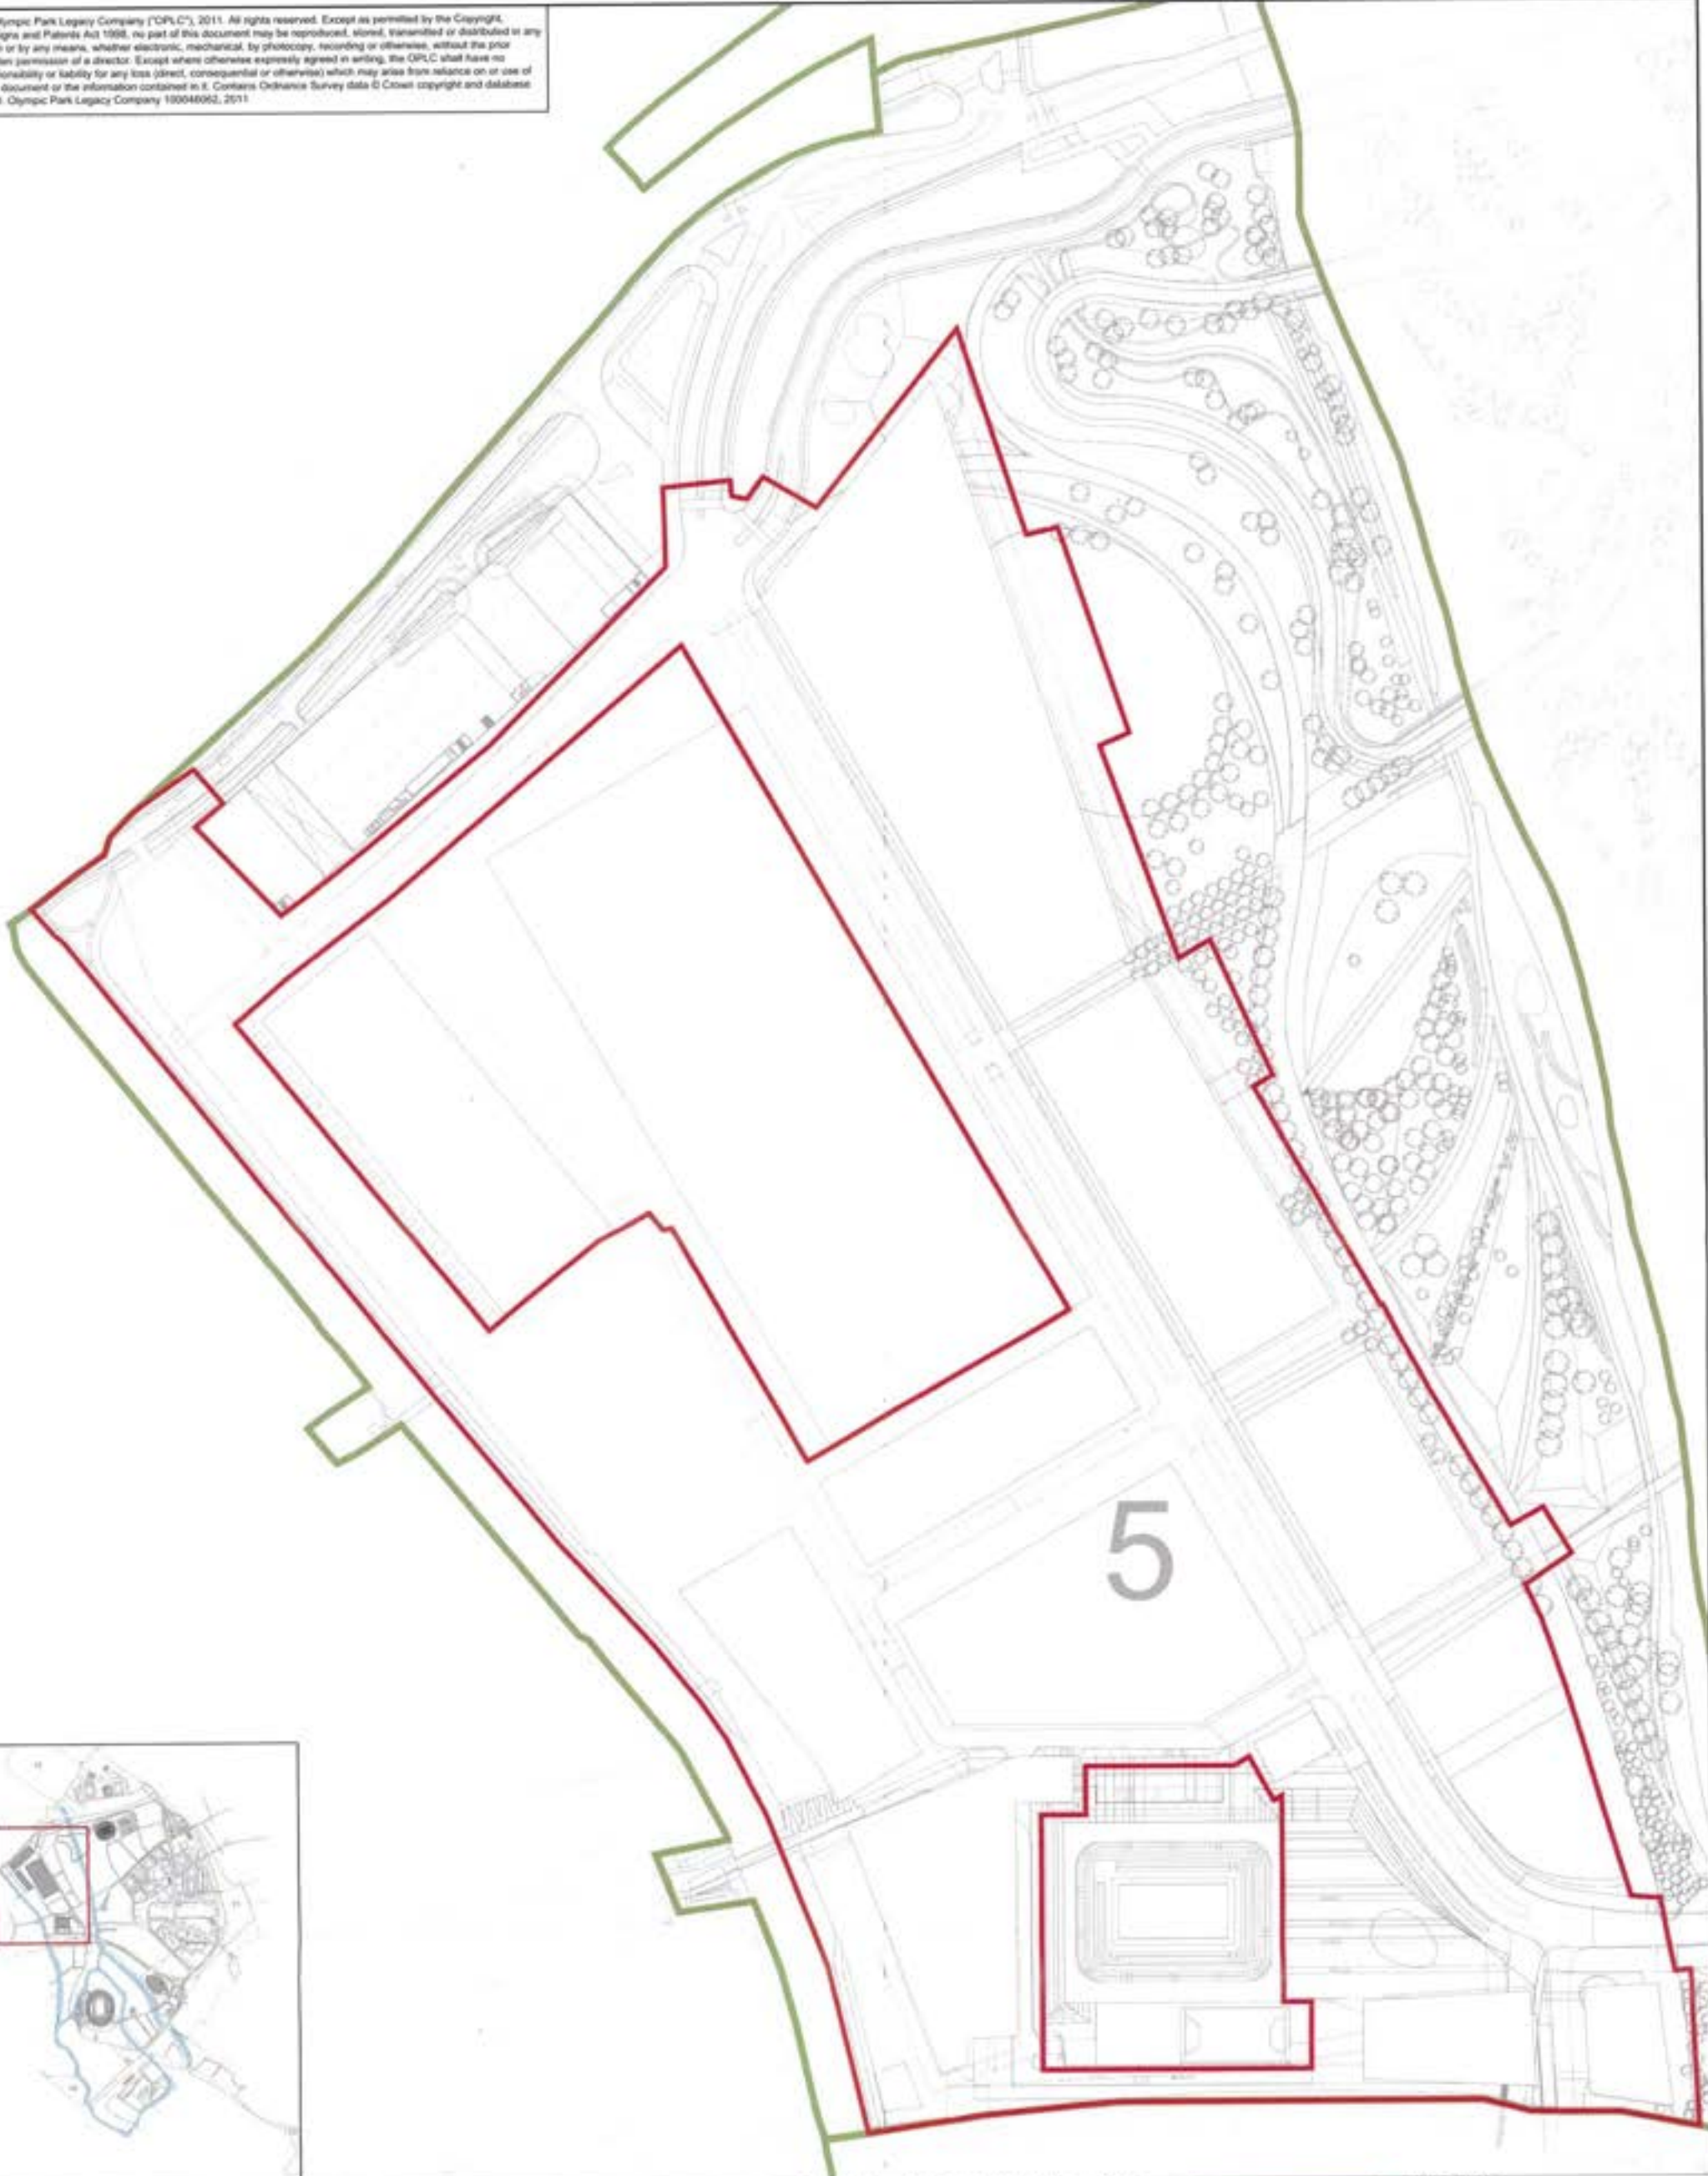 Olympic Park Legacy Company ("OPLC"), 2011. All rights reserved. Except as permitted by the Copyright,
and Patents Act 1988, no part of this document may be reproduced, stored, transmitted or distributed in any
or by any means, whether electronic, mechanical, by photocopy, recording or otherwise, without the prior
permission of a director. Except where otherwise expressly agreed in writing, the OPLC shall have no
or liability for any loss (direct, consequential or otherwise) which may arise from reliance on or use of
document or the information contained in it. Contains Ordnance Survey data © Crown copyright and database
Olympic Park Legacy Company 100046062, 2011
5